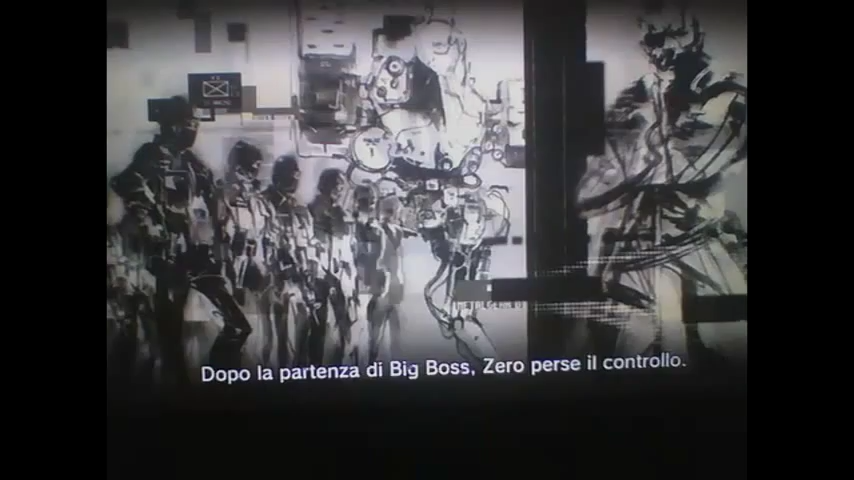 Dopo la partenza di Big Boss, Zero perse il controllo.